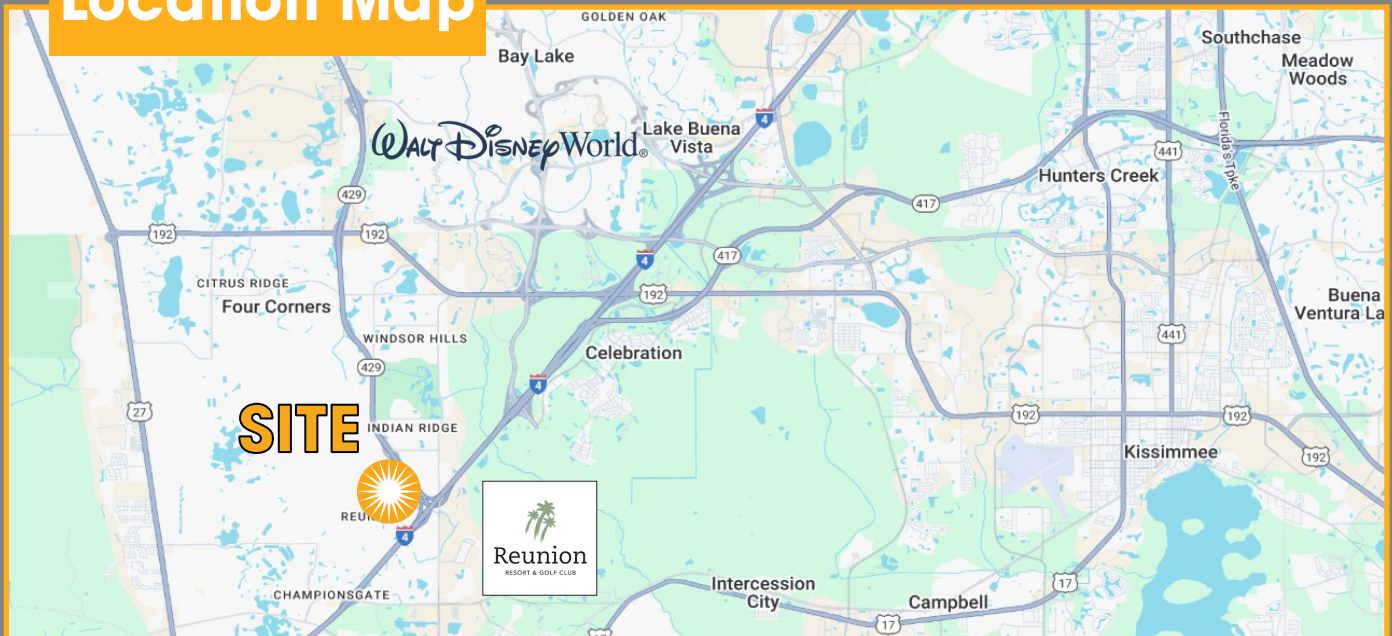 Location Map
GOLDEN OAK
Bay Lake
Southchase
Meadow
Woods
4
WALT DISNEY World®
Lake Buena
Vista
Florida's Tpke
441
Hunters Creek
429
417
192
192
4
417
192
CITRUS RIDGE
Four Corners
Buena
Ventura La
WINDSOR HILLS
441
Celebration
429
4
27
SITE
INDIAN RIDGE
192
192
Kissimmee
192
REU
4
Reunion
RESORT & GOLF CLUB
Intercession
City
17
CHAMPIONSGATE
Campbell
17